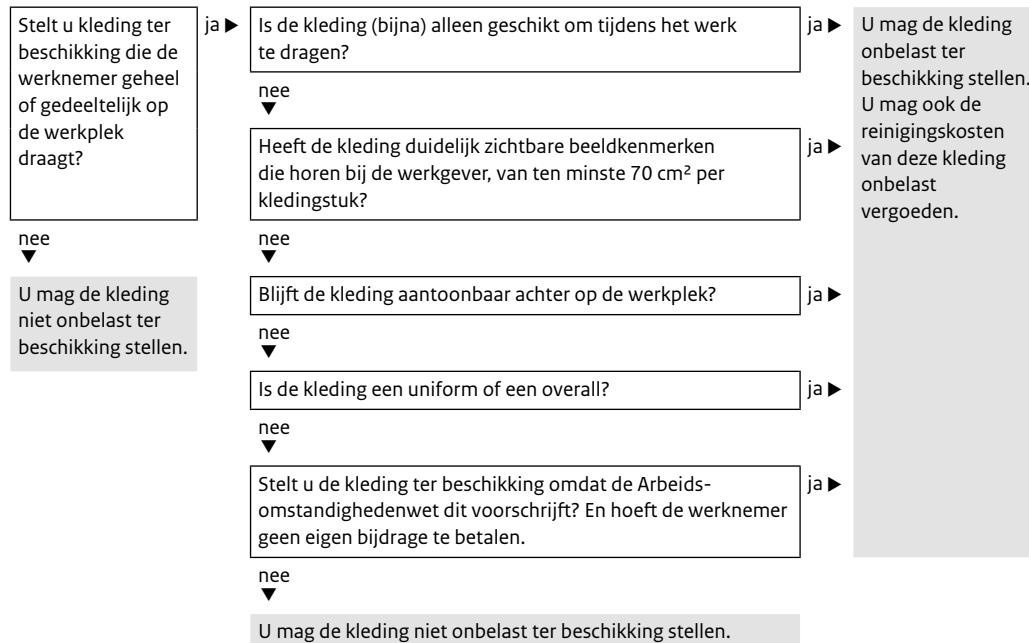 Stelt u kleding ter
beschikking die de
werknemer geheel
of gedeeltelijk op
de werkplek
draagt?
ja ▶
nee
▼
U mag de kleding
niet onbelast ter
beschikking stellen.
Is de kleding (bijna) alleen geschikt om tijdens het werk
te dragen?
ja ▶
nee
▼
Heeft de kleding duidelijk zichtbare beeldkenmerken
die horen bij de werkgever, van ten minste 70 cm² per
kledingstuk?
ja ▶
nee
▼
Blijft de kleding aantoonbaar achter op de werkplek?
ja ▶
nee
▼
Is de kleding een uniform of een overall?
ja ▶
nee
▼
Stelt u de kleding ter beschikking omdat de Arbeids-
omstandighedenwet dit voorschrijft? En hoeft de werknemer
geen eigen bijdrage te betalen.
ja ▶
nee
▼
U mag de kleding niet onbelast ter beschikking stellen.
U mag de kleding
onbelast ter
beschikking stellen.
U mag ook de
reinigingskosten
van deze kleding
onbelast
vergoeden.